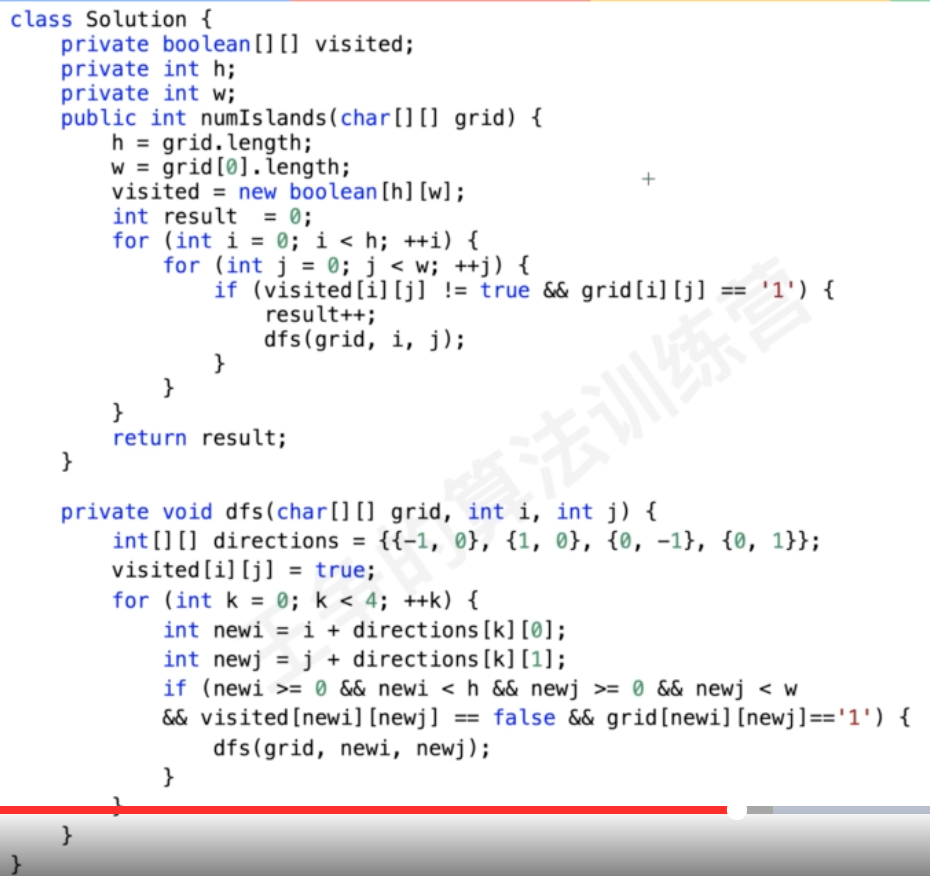 class Solution {
    private boolean[][] visited;
    private int h;
    private int w;
    public int numIslands(char[][] grid) {
        h = grid.length;
        w = grid[0].length;
        visited = new boolean[h][w];
        int result  = 0;
        for (int i = 0; i < h; ++i) {
            for (int j = 0; j < w; ++j) {
                if (visited[i][j] != true && grid[i][j] == '1') {
                    result++;
                    dfs(grid, i, j);
                }
            }
        }
        return result;
    }

    private void dfs(char[][] grid, int i, int j) {
        int[][] directions = {{-1, 0}, {1, 0}, {0, -1}, {0, 1}};
        visited[i][j] = true;
        for (int k = 0; k < 4; ++k) {
            int newi = i + directions[k][0];
            int newj = j + directions[k][1];
            if (newi >= 0 && newi < h && newj >= 0 && newj < w
            && visited[newi][newj] == false && grid[newi][newj]=='1') {
                dfs(grid, newi, newj);
            }
        }
    }
}
王争的算法训练营